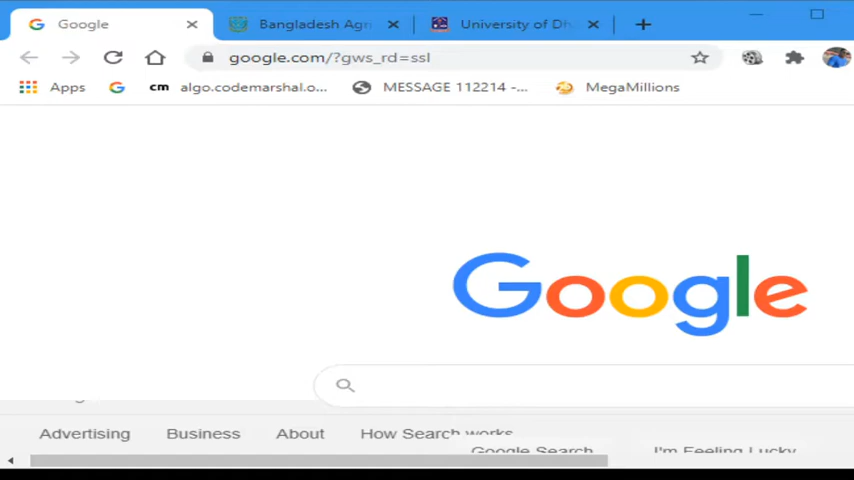 Google Bangladesh Agri University of Dh
google.com/?gws_rd=ssl
Apps cm algo.codemarshal.o... MESSAGE 112214 -... MegaMillions
Google
Advertising Business About How Search works
Google Search I'm Feeling Lucky